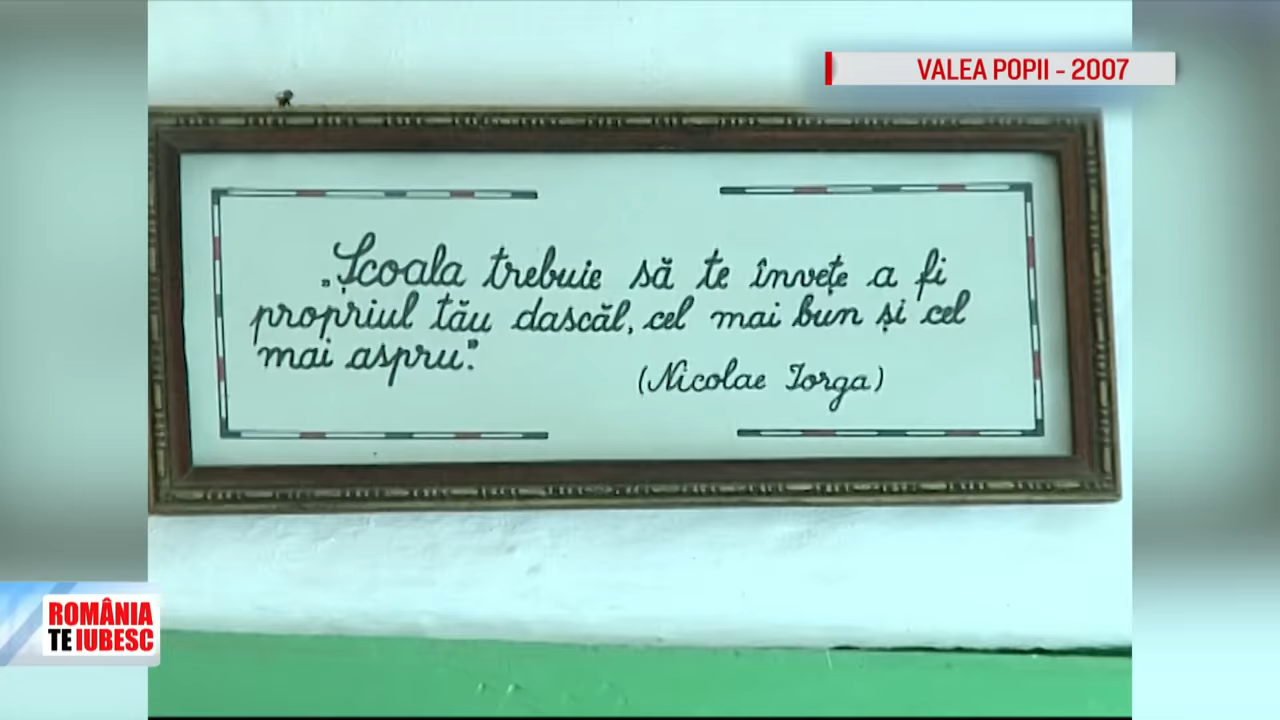 VALEA POPII - 2007
„Școala trebuie să te învețe a fi
propriul tău dascăl, cel mai bun și cel
mai aspru”.
(Nicolae Iorga)
ROMÂNIA
TE IUBESC